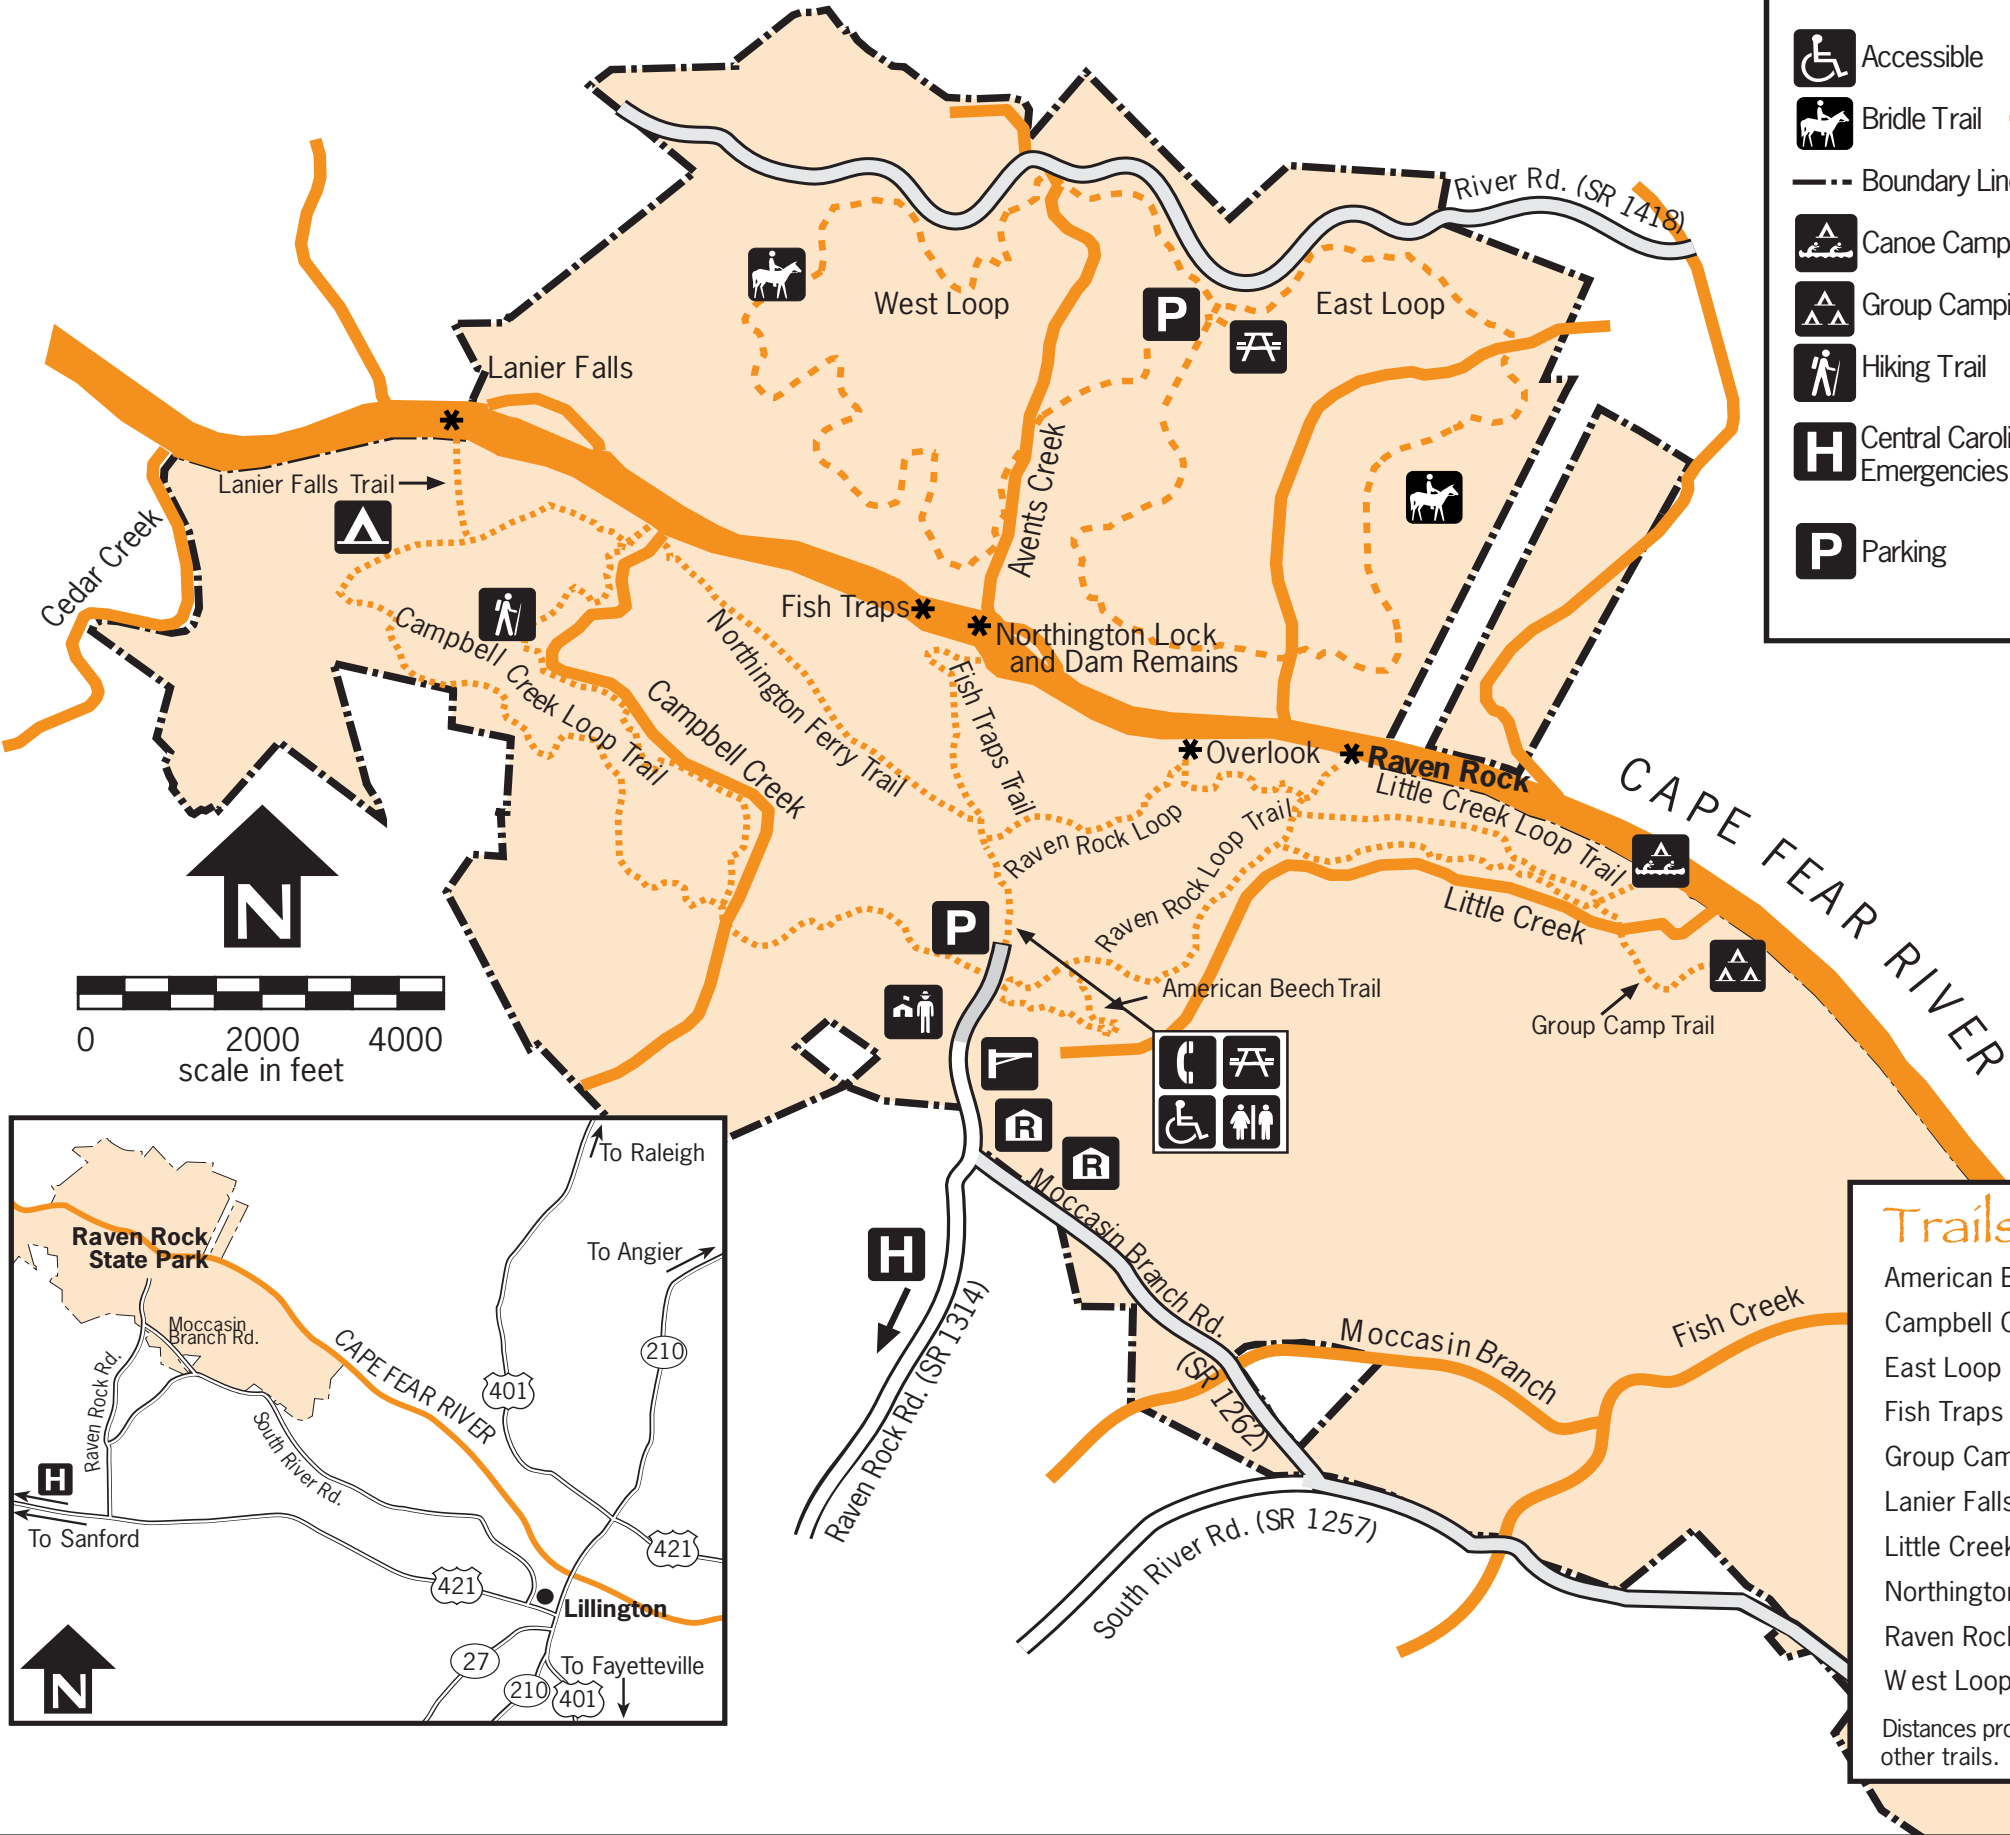 Accessible
Bridle Trail
Boundary Lin
Canoe Camp
Group Campi
Hiking Trail
Central Caroli
Emergencies
P Parking
H
River Rd. (SR 1418)
West Loop
East Loop
P
Lanier Falls
Lanier Falls Trail
Cedar Creek
Avents Creek
Fish Traps
Northington Lock
and Dam Remains
Campbell Creek Loop Trail
Campbell Creek
Northington Ferry Trail
Fish Traps Trail
Overlook
Raven Rock
Raven Rock Loop
Raven Rock Loop Trail
Little Creek Loop Trail
Little Creek
CAPE FEAR RIVER
P
American Beech Trail
Group Camp Trail
N
0 2000 4000
scale in feet
R
R
H
Moccasin Branch Rd.
(SR 1262)
Raven Rock Rd. (SR 1314)
South River Rd. (SR 1257)
Moccasin Branch
Fish Creek
To Raleigh
To Angier
Raven Rock
State Park
Moccasin
Branch Rd.
Raven Rock Rd.
CAPE FEAR RIVER
South River Rd.
401
210
H
To Sanford
421
421
Lillington
27
210
401
To Fayetteville
N
Trails
American B
Campbell C
East Loop
Fish Traps
Group Cam
Lanier Falls
Little Creek
Northington
Raven Rock
West Loop
Distances pro
other trails.